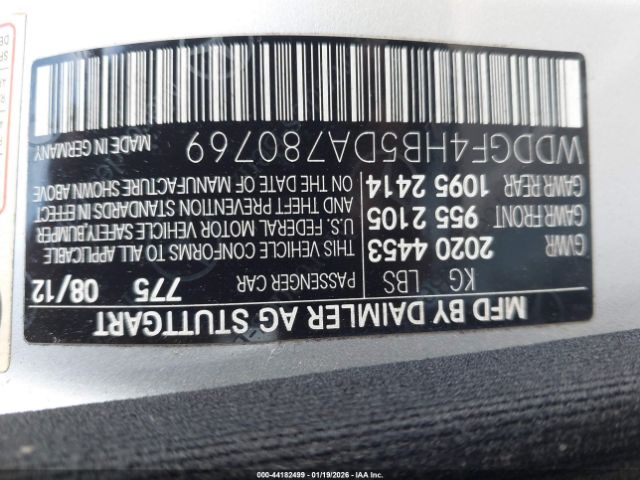 MFD BY DAIMLER AG STUTTGART
KG LBS PASSENGER CAR 775 08/12
GVWR 2020 4453
GAWR FRONT 955 2105
GAWR REAR 1095 2414
THIS VEHICLE CONFORMS TO ALL APPLICABLE
U.S. FEDERAL MOTOR VEHICLE SAFETY,BUMPER
AND THEFT PREVENTION STANDARDS IN EFFECT
ON THE DATE OF MANUFACTURE SHOWN ABOVE
WDDGF4HB5DA780769 MADE IN GERMANY
000-44182499 - 01/19/2026 - IAA Inc.